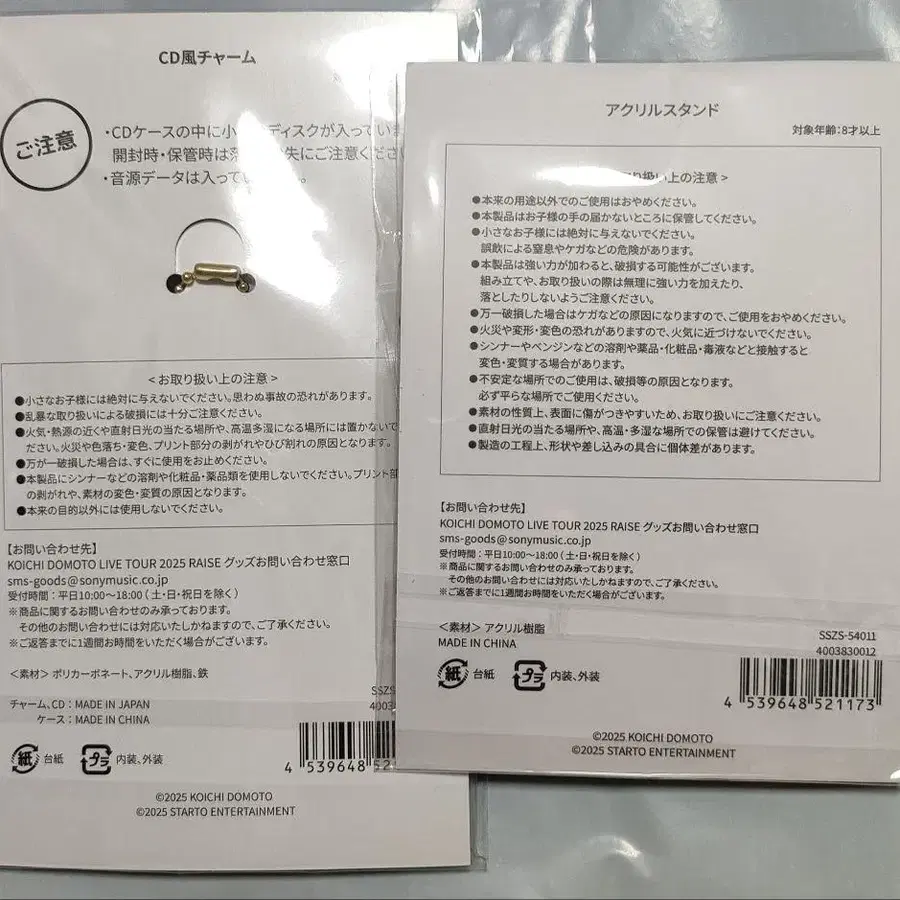 CD風チャーム
ご注意
・CDケースの中に小 ディスクが入っていま
開封時・保管時は 失にご注意くださ
・音源データは入って
<お取り扱い上の注意>
●小さなお子様には絶対に与えないでください。思わぬ事故の恐れがあります。
●乱暴な取り扱いによる破損には十分ご注意ください。
●火気・熱源の近くや直射日光の当たる場所や、高温多湿になる場所には置かないで
ださい。火災や色落ち・変色、プリント部分の剥がれやひび割れの原因となります。
●万が一破損した場合は、すぐに使用をお止めください。
●本製品にシンナーなどの溶剤や化粧品・薬品類を使用しないでください。プリント部
の剥がれや、素材の変色・変質の原因となります。
●本来の目的以外には使用しないでください。
【お問い合わせ先】
KOICHI DOMOTO LIVE TOUR 2025 RAISE グッズお問い合わせ窓口
sms-goods@sonymusic.co.jp
受付時間：平日10:00〜18:00（土・日・祝日を除く）
※商品に関するお問い合わせのみ承っております。
その他のお問い合わせには対応いたしかねますので、ご了承ください。
※ご返答までに1週間お時間をいただく場合がございます。
<素材> ポリカーボネート、アクリル樹脂、鉄
SSZS
チャーム、CD：MADE IN JAPAN
4003
ケース：MADE IN CHINA
紙 台紙 プラ 内装、外装
4 539648 52
©2025 KOICHI DOMOTO
©2025 STARTO ENTERTAINMENT
アクリルスタンド
対象年齢：8才以上
り扱い上の注意>
●本来の用途以外でのご使用はおやめください。
●本製品はお子様の手の届かないところに保管してください。
●小さなお子様には絶対に与えないでください。
誤飲による窒息やケガなどの危険があります。
●本製品は強い力が加わると、破損する可能性がございます。
組み立てや、お取り扱いの際は無理に強い力を加えたり、
落としたりしないようご注意ください。
●万一破損した場合はケガなどの原因になりますので、ご使用をおやめください。
●火災や変形・変色の恐れがありますので、火気に近づけないでください。
●シンナーやベンジンなどの溶剤や薬品・化粧品・毒液などと接触すると
変色・変質する場合があります。
●不安定な場所でのご使用は、破損等の原因となります。
必ず平らな場所でご使用ください。
●素材の性質上、表面に傷がつきやすいため、お取り扱いにご注意ください。
●直射日光の当たる場所や、高温・多湿な場所での保管は避けてください。
●製造の工程上、形状や差し込みの具合に個体差があります。
【お問い合わせ先】
KOICHI DOMOTO LIVE TOUR 2025 RAISE グッズお問い合わせ窓口
sms-goods@sonymusic.co.jp
受付時間：平日10:00〜18:00（土・日・祝日を除く）
※商品に関するお問い合わせのみ承っております。
その他のお問い合わせには対応いたしかねますので、ご了承ください。
※ご返答までに1週間お時間をいただく場合がございます。
<素材> アクリル樹脂
MADE IN CHINA
SSZS-54011
4003830012
紙 台紙 プラ 内装、外装
4 539648 521173
©2025 KOICHI DOMOTO
©2025 STARTO ENTERTAINMENT